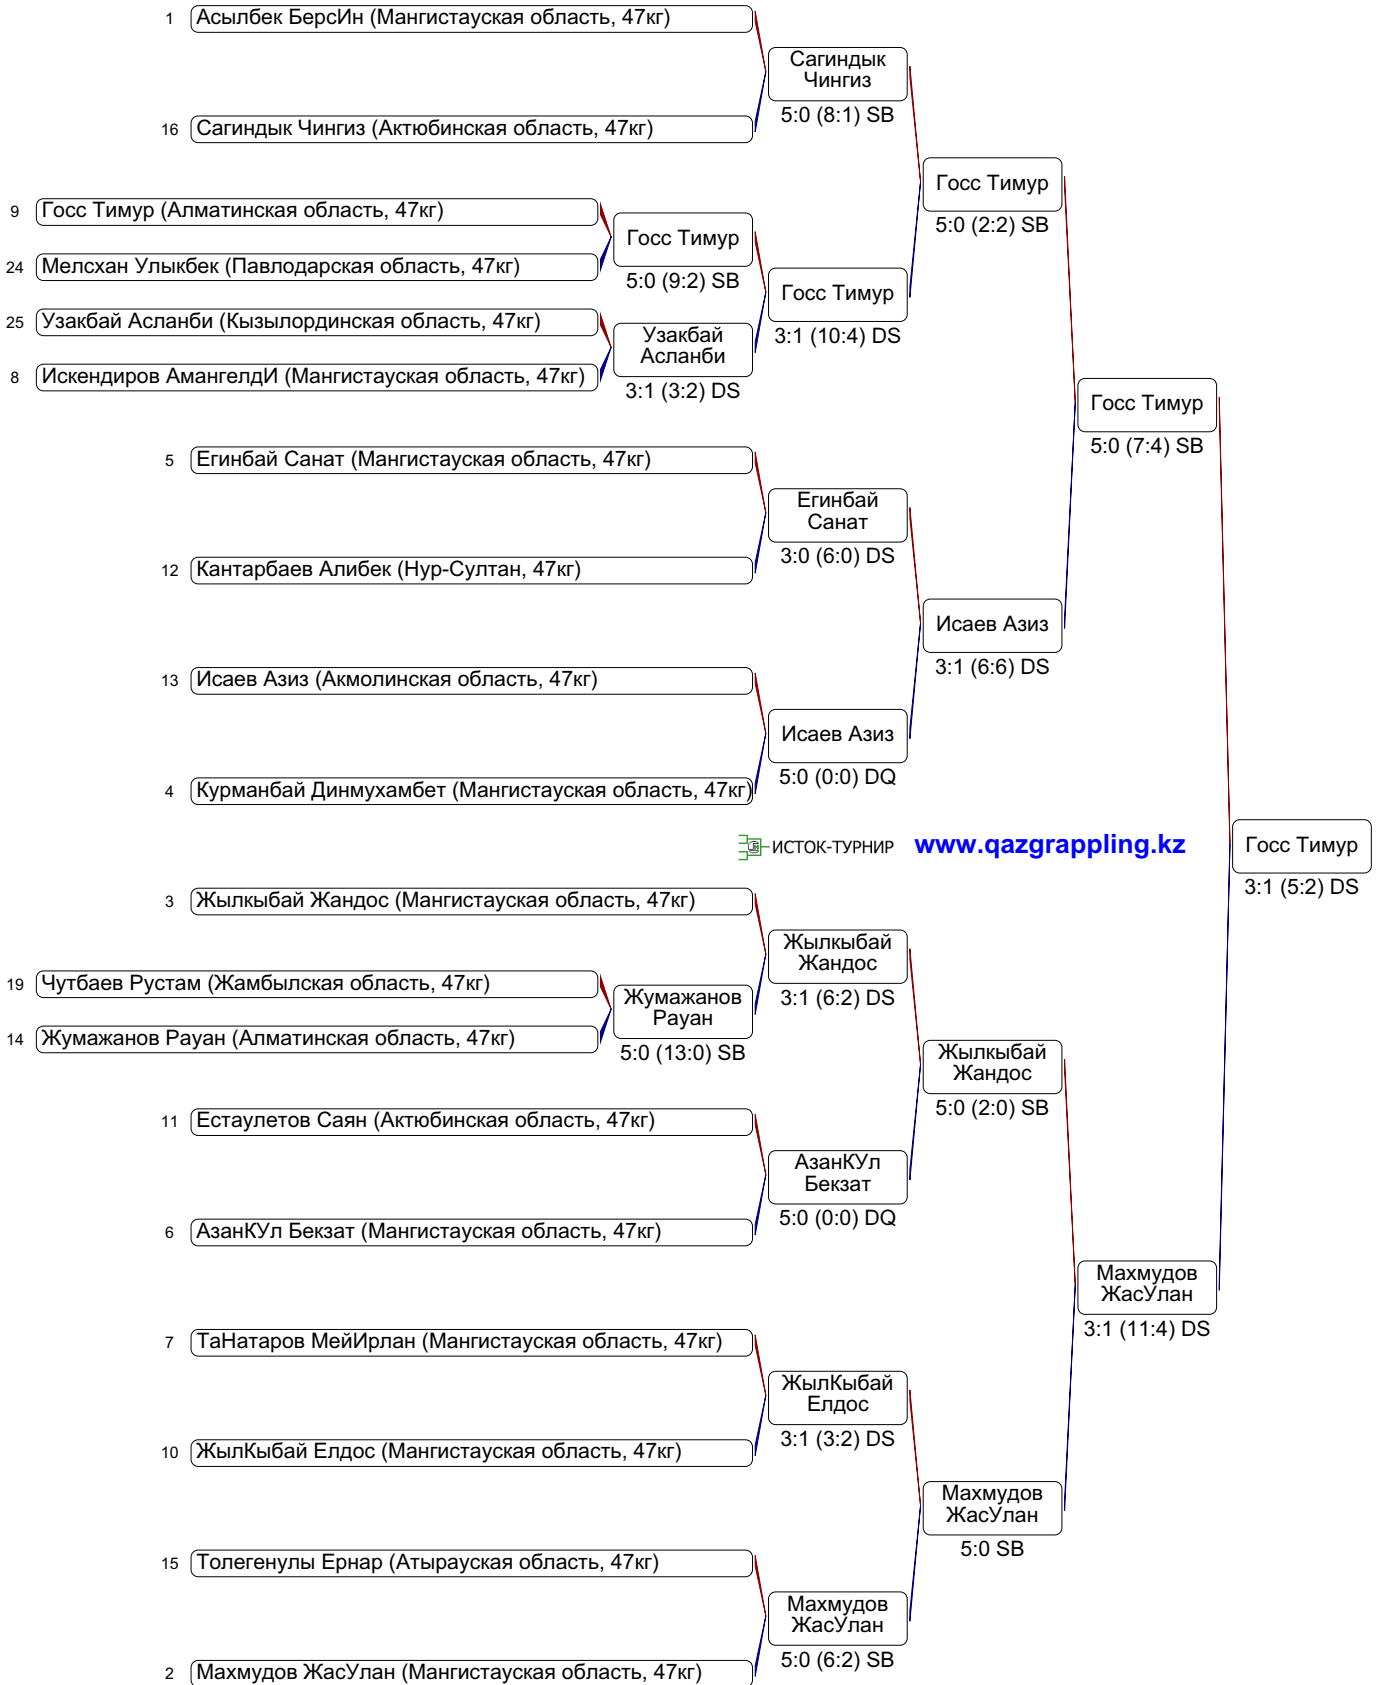 1 Асылбек БерсИн (Мангистауская область, 47кг)
Сагиндык
Чингиз
5:0 (8:1) SB
16 Сагиндык Чингиз (Актюбинская область, 47кг)
Госс Тимур
5:0 (2:2) SB
9 Госс Тимур (Алматинская область, 47кг)
Госс Тимур
5:0 (9:2) SB
24 Мелсхан Улыкбек (Павлодарская область, 47кг)
Госс Тимур
3:1 (10:4) DS
25 Узакбай Асланби (Кызылординская область, 47кг)
Узакбай
Асланби
3:1 (3:2) DS
8 Искендиров АмангелдИ (Мангистауская область, 47кг)
Госс Тимур
5:0 (7:4) SB
5 Егинбай Санат (Мангистауская область, 47кг)
Егинбай
Санат
3:0 (6:0) DS
12 Кантарбаев Алибек (Нур-Султан, 47кг)
Исаев Азиз
3:1 (6:6) DS
13 Исаев Азиз (Акмолинская область, 47кг)
Исаев Азиз
5:0 (0:0) DQ
4 Курманбай Динмухамбет (Мангистауская область, 47кг)
ИСТОК-ТУРНИР www.qazgrappling.kz
Госс Тимур
3:1 (5:2) DS
3 Жылкыбай Жандос (Мангистауская область, 47кг)
Жылкыбай
Жандос
3:1 (6:2) DS
19 Чутбаев Рустам (Жамбылская область, 47кг)
Жумажанов
Рауан
5:0 (13:0) SB
14 Жумажанов Рауан (Алматинская область, 47кг)
Жылкыбай
Жандос
5:0 (2:0) SB
11 Естаулетов Саян (Актюбинская область, 47кг)
АзанКУл
Бекзат
5:0 (0:0) DQ
6 АзанКУл Бекзат (Мангистауская область, 47кг)
Махмудов
ЖасУлан
3:1 (11:4) DS
7 ТаНатаров МейИрлан (Мангистауская область, 47кг)
ЖылКыбай
Елдос
3:1 (3:2) DS
10 ЖылКыбай Елдос (Мангистауская область, 47кг)
Махмудов
ЖасУлан
5:0 SB
15 Толегенулы Ернар (Атырауская область, 47кг)
Махмудов
ЖасУлан
5:0 (6:2) SB
2 Махмудов ЖасУлан (Мангистауская область, 47кг)